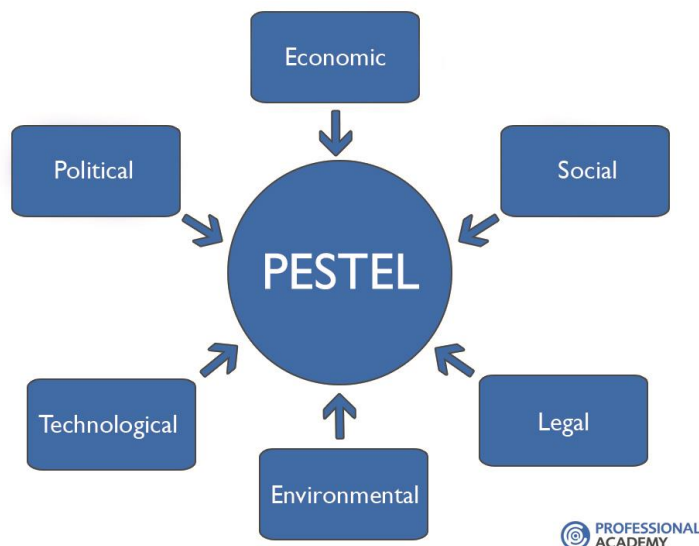 Economic
Political
Social
PESTEL
Technological
Legal
Environmental
PROFESSIONAL
ACADEMY